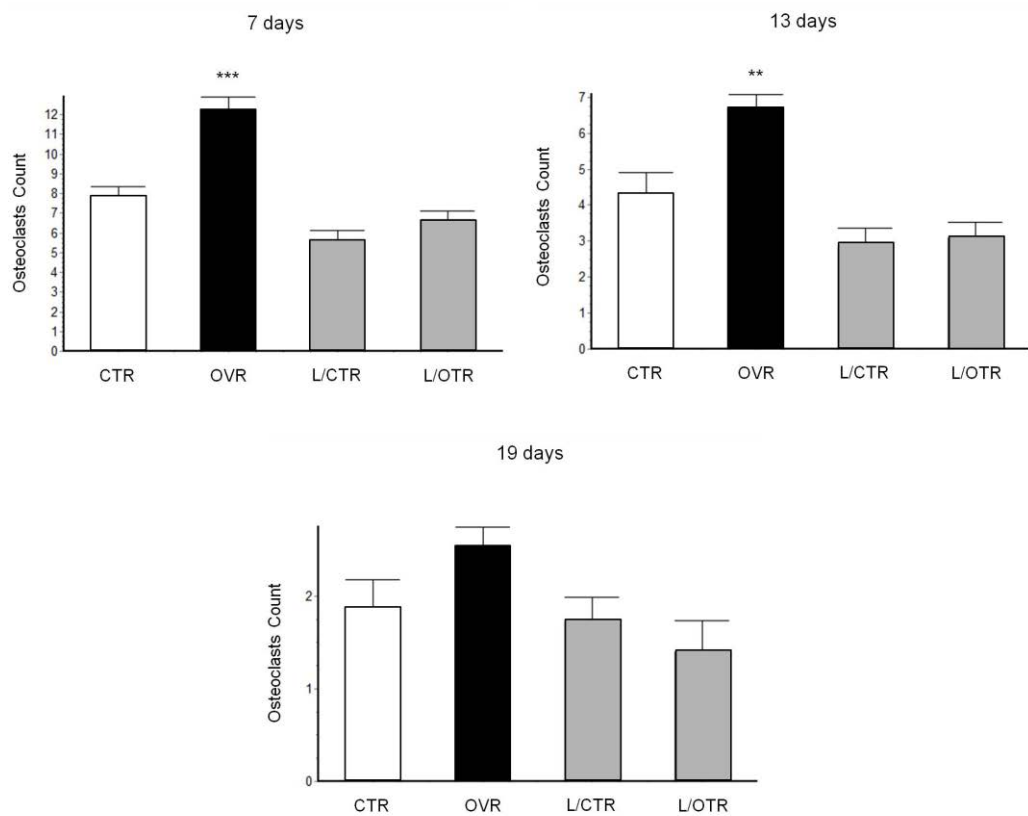 7 days
***
Osteoclasts Count
12
11
10
9
8
7
6
5
4
3
2
1
0
CTR OVR L/CTR L/OTR
13 days
**
Osteoclasts Count
7
6
5
4
3
2
1
0
CTR OVR L/CTR L/OTR
19 days
Osteoclasts Count
2
1
0
CTR OVR L/CTR L/OTR